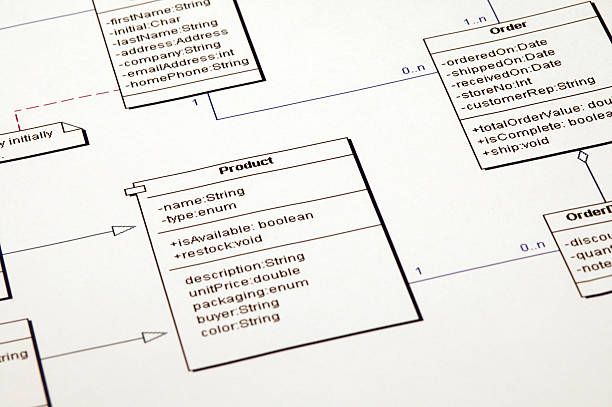 -firstName:String
-initial:Char
-lastName:String
-address:Address
-company:String
-emailAddress:int
-homePhone:String
1
0..n
1..n
Order
-orderedOn:Date
-shippedOn:Date
-receivedOn:Date
-storeNo:Int
-customerRep:String
+totalOrderValue: dou
+isComplete: boolea
+ship:void
y initially
Product
-name:String
-type:enum
+isAvailable: boolean
+restock:void
description:String
unitPrice:double
packaging:enum
buyer:String
color:String
1
0..n
OrderD
-discou
-quant
-note
ring